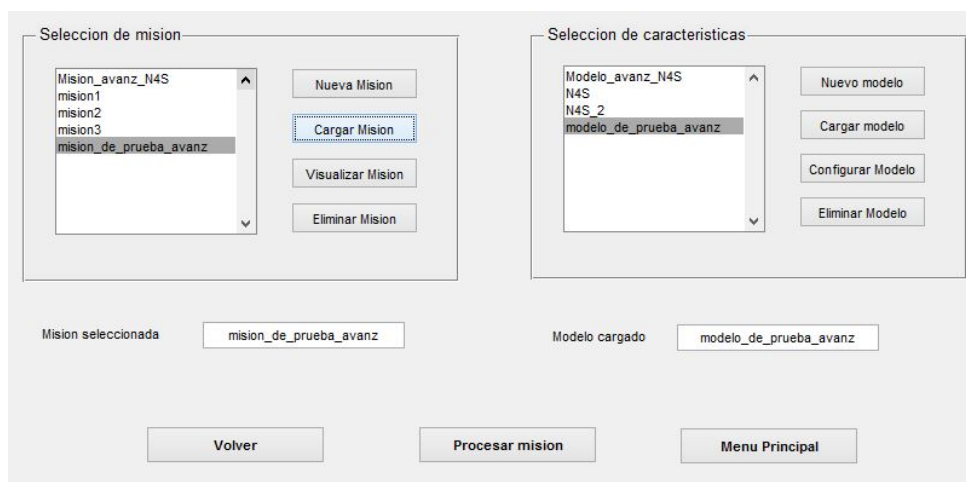 Seleccion de mision
Mision_avanz_N4S
mision1
mision2
mision3
mision_de_prueba_avanz
Nueva Mision
Cargar Mision
Visualizar Mision
Eliminar Mision
Mision seleccionada
mision_de_prueba_avanz
Seleccion de caracteristicas
Modelo_avanz_N4S
N4S
N4S_2
modelo_de_prueba_avanz
Nuevo modelo
Cargar modelo
Configurar Modelo
Eliminar Modelo
Modelo cargado
modelo_de_prueba_avanz
Volver
Procesar mision
Menu Principal